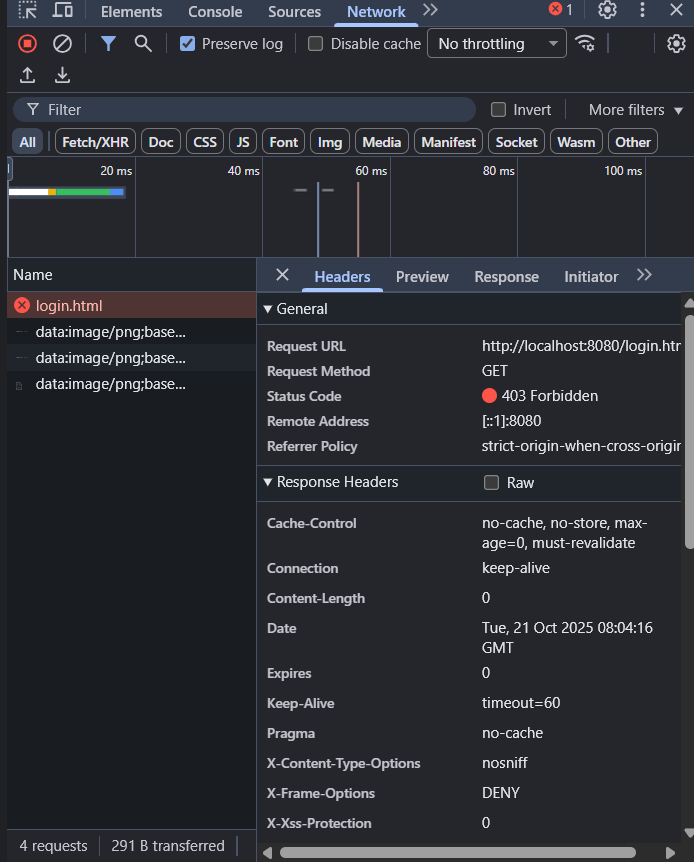 Elements Console Sources Network 1
Preserve log Disable cache No throttling
Filter Invert More filters
All Fetch/XHR Doc CSS JS Font Img Media Manifest Socket Wasm Other
20 ms 40 ms 60 ms 80 ms 100 ms
Name
login.html
data:image/png;base...
data:image/png;base...
data:image/png;base...
4 requests 291 B transferred
Headers Preview Response Initiator
General
Request URL http://localhost:8080/login.htm
Request Method GET
Status Code 403 Forbidden
Remote Address [::1]:8080
Referrer Policy strict-origin-when-cross-origin
Response Headers Raw
Cache-Control no-cache, no-store, max-
age=0, must-revalidate
Connection keep-alive
Content-Length 0
Date Tue, 21 Oct 2025 08:04:16
GMT
Expires 0
Keep-Alive timeout=60
Pragma no-cache
X-Content-Type-Options nosniff
X-Frame-Options DENY
X-Xss-Protection 0